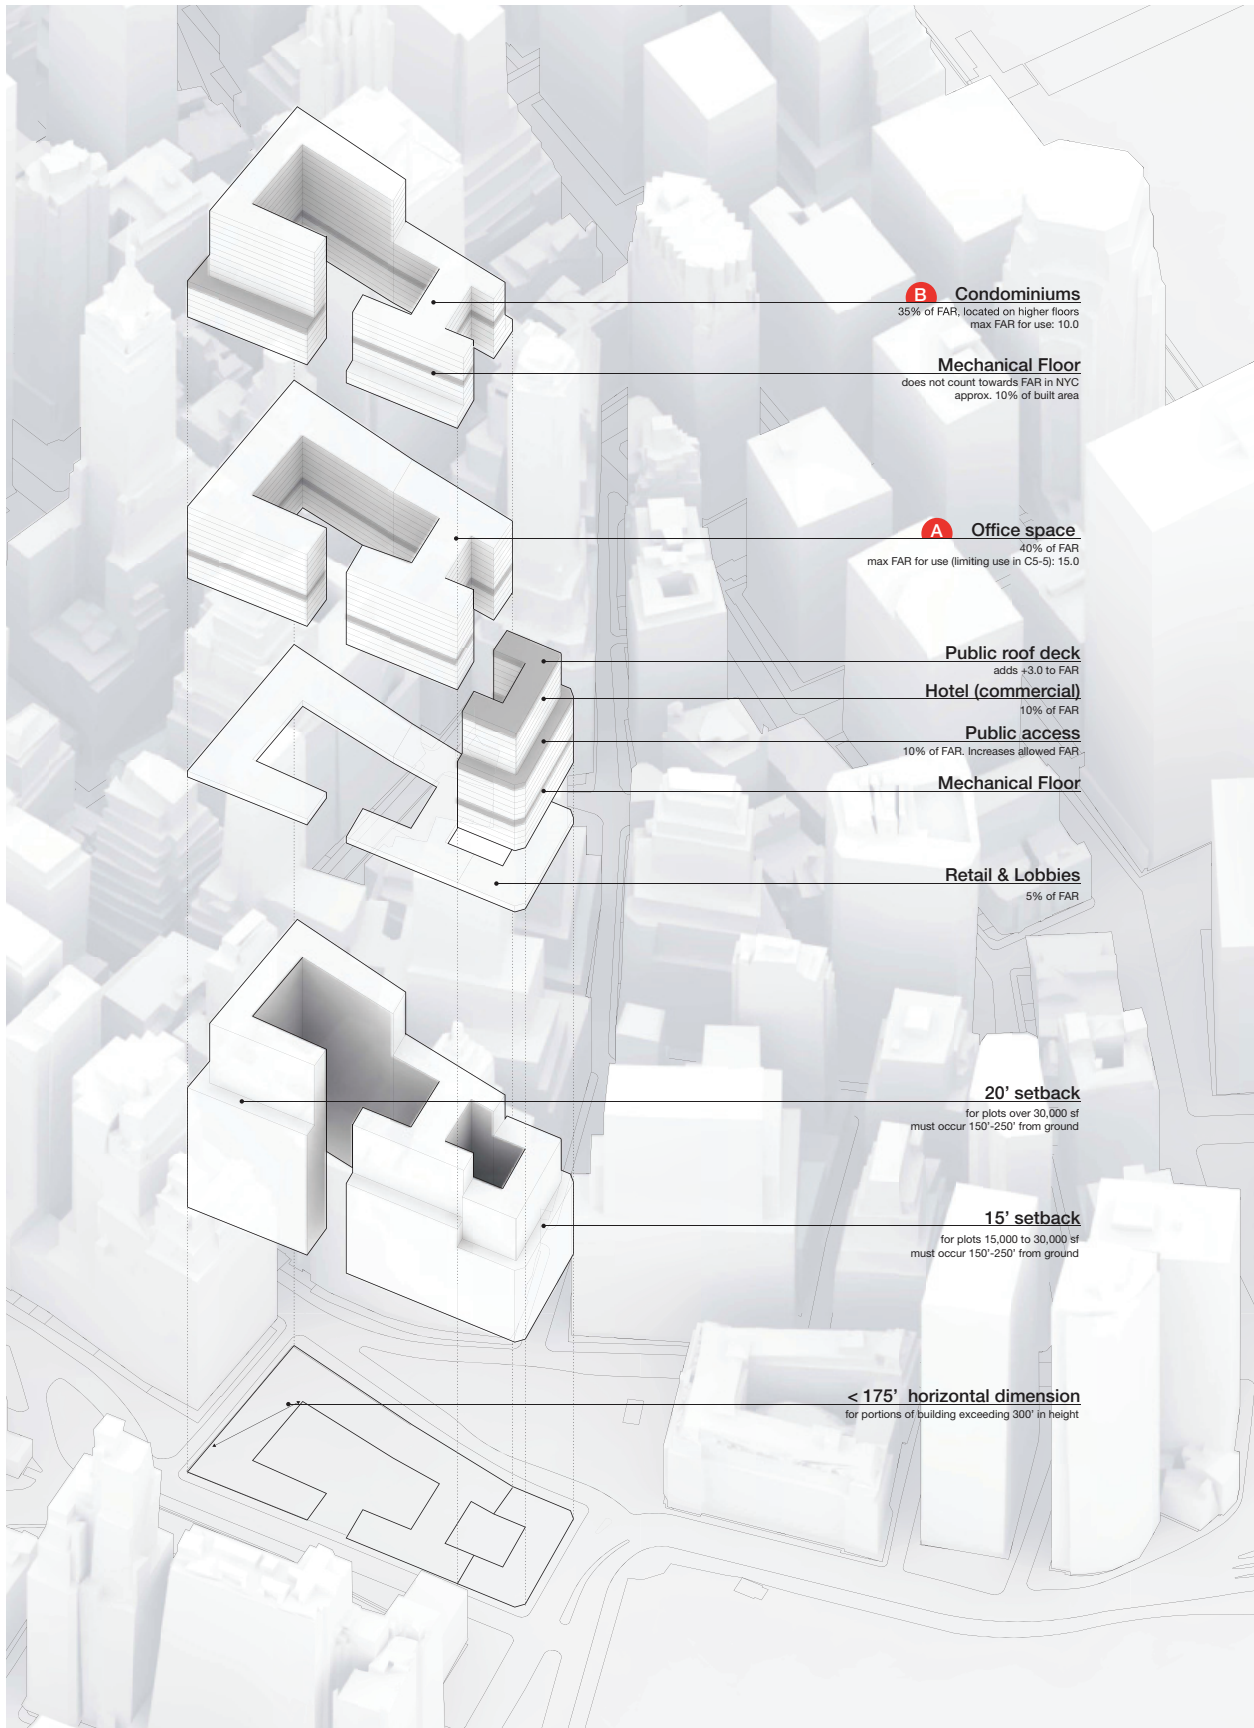 B Condominiums
35% of FAR, located on higher floors
max FAR for use: 10.0
Mechanical Floor
does not count towards FAR in NYC
approx. 10% of built area
A Office space
40% of FAR
max FAR for use (limiting use in C5-5): 15.0
Public roof deck
adds +3.0 to FAR
Hotel (commercial)
10% of FAR
Public access
10% of FAR. Increases allowed FAR
Mechanical Floor
Retail & Lobbies
5% of FAR
20’ setback
for plots over 30,000 sf
must occur 150’-250’ from ground
15’ setback
for plots 15,000 to 30,000 sf
must occur 150’-250’ from ground
< 175’ horizontal dimension
for portions of building exceeding 300’ in height